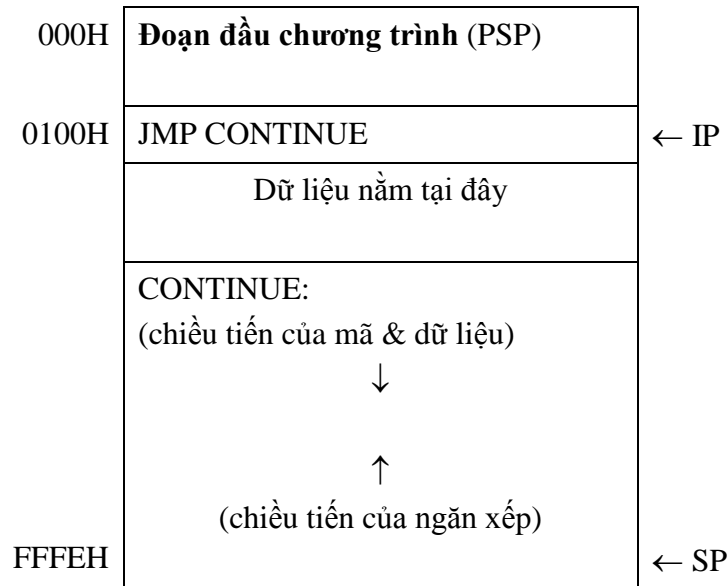 000H Đoạn đầu chương trình (PSP)
0100H JMP CONTINUE ← IP
Dữ liệu nằm tại đây
CONTINUE:
(chiều tiến của mã & dữ liệu)
↓
↑
(chiều tiến của ngăn xếp)
FFFEH ← SP